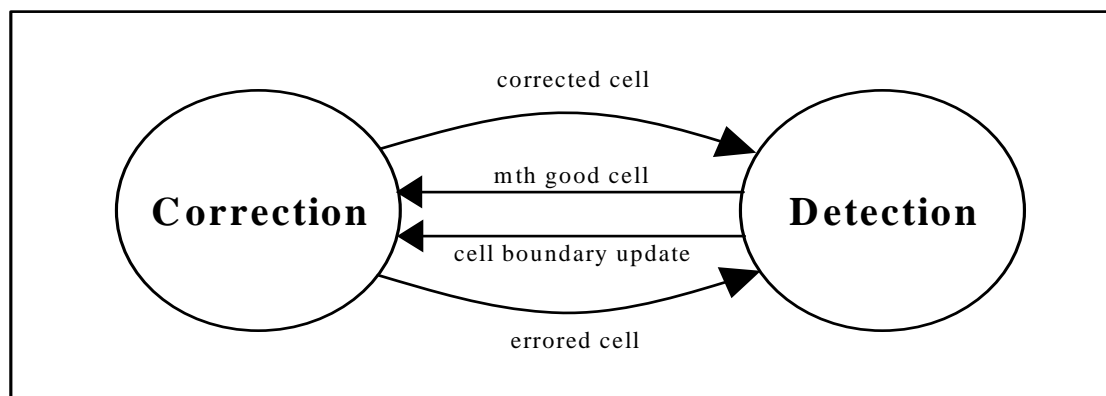 corrected cell
mth good cell
Correction
Detection
cell boundary update
errored cell